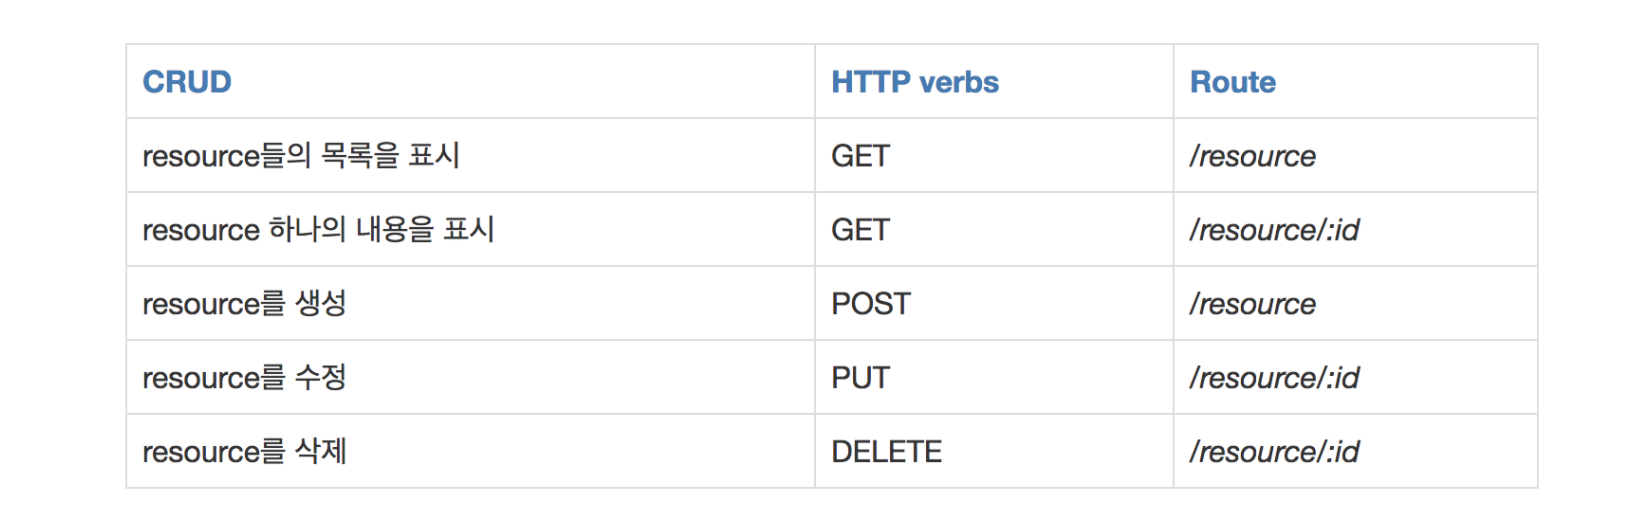 CRUD HTTP verbs Route
resource들의 목록을 표시 GET /resource
resource 하나의 내용을 표시 GET /resource/:id
resource를 생성 POST /resource
resource를 수정 PUT /resource/:id
resource를 삭제 DELETE /resource/:id